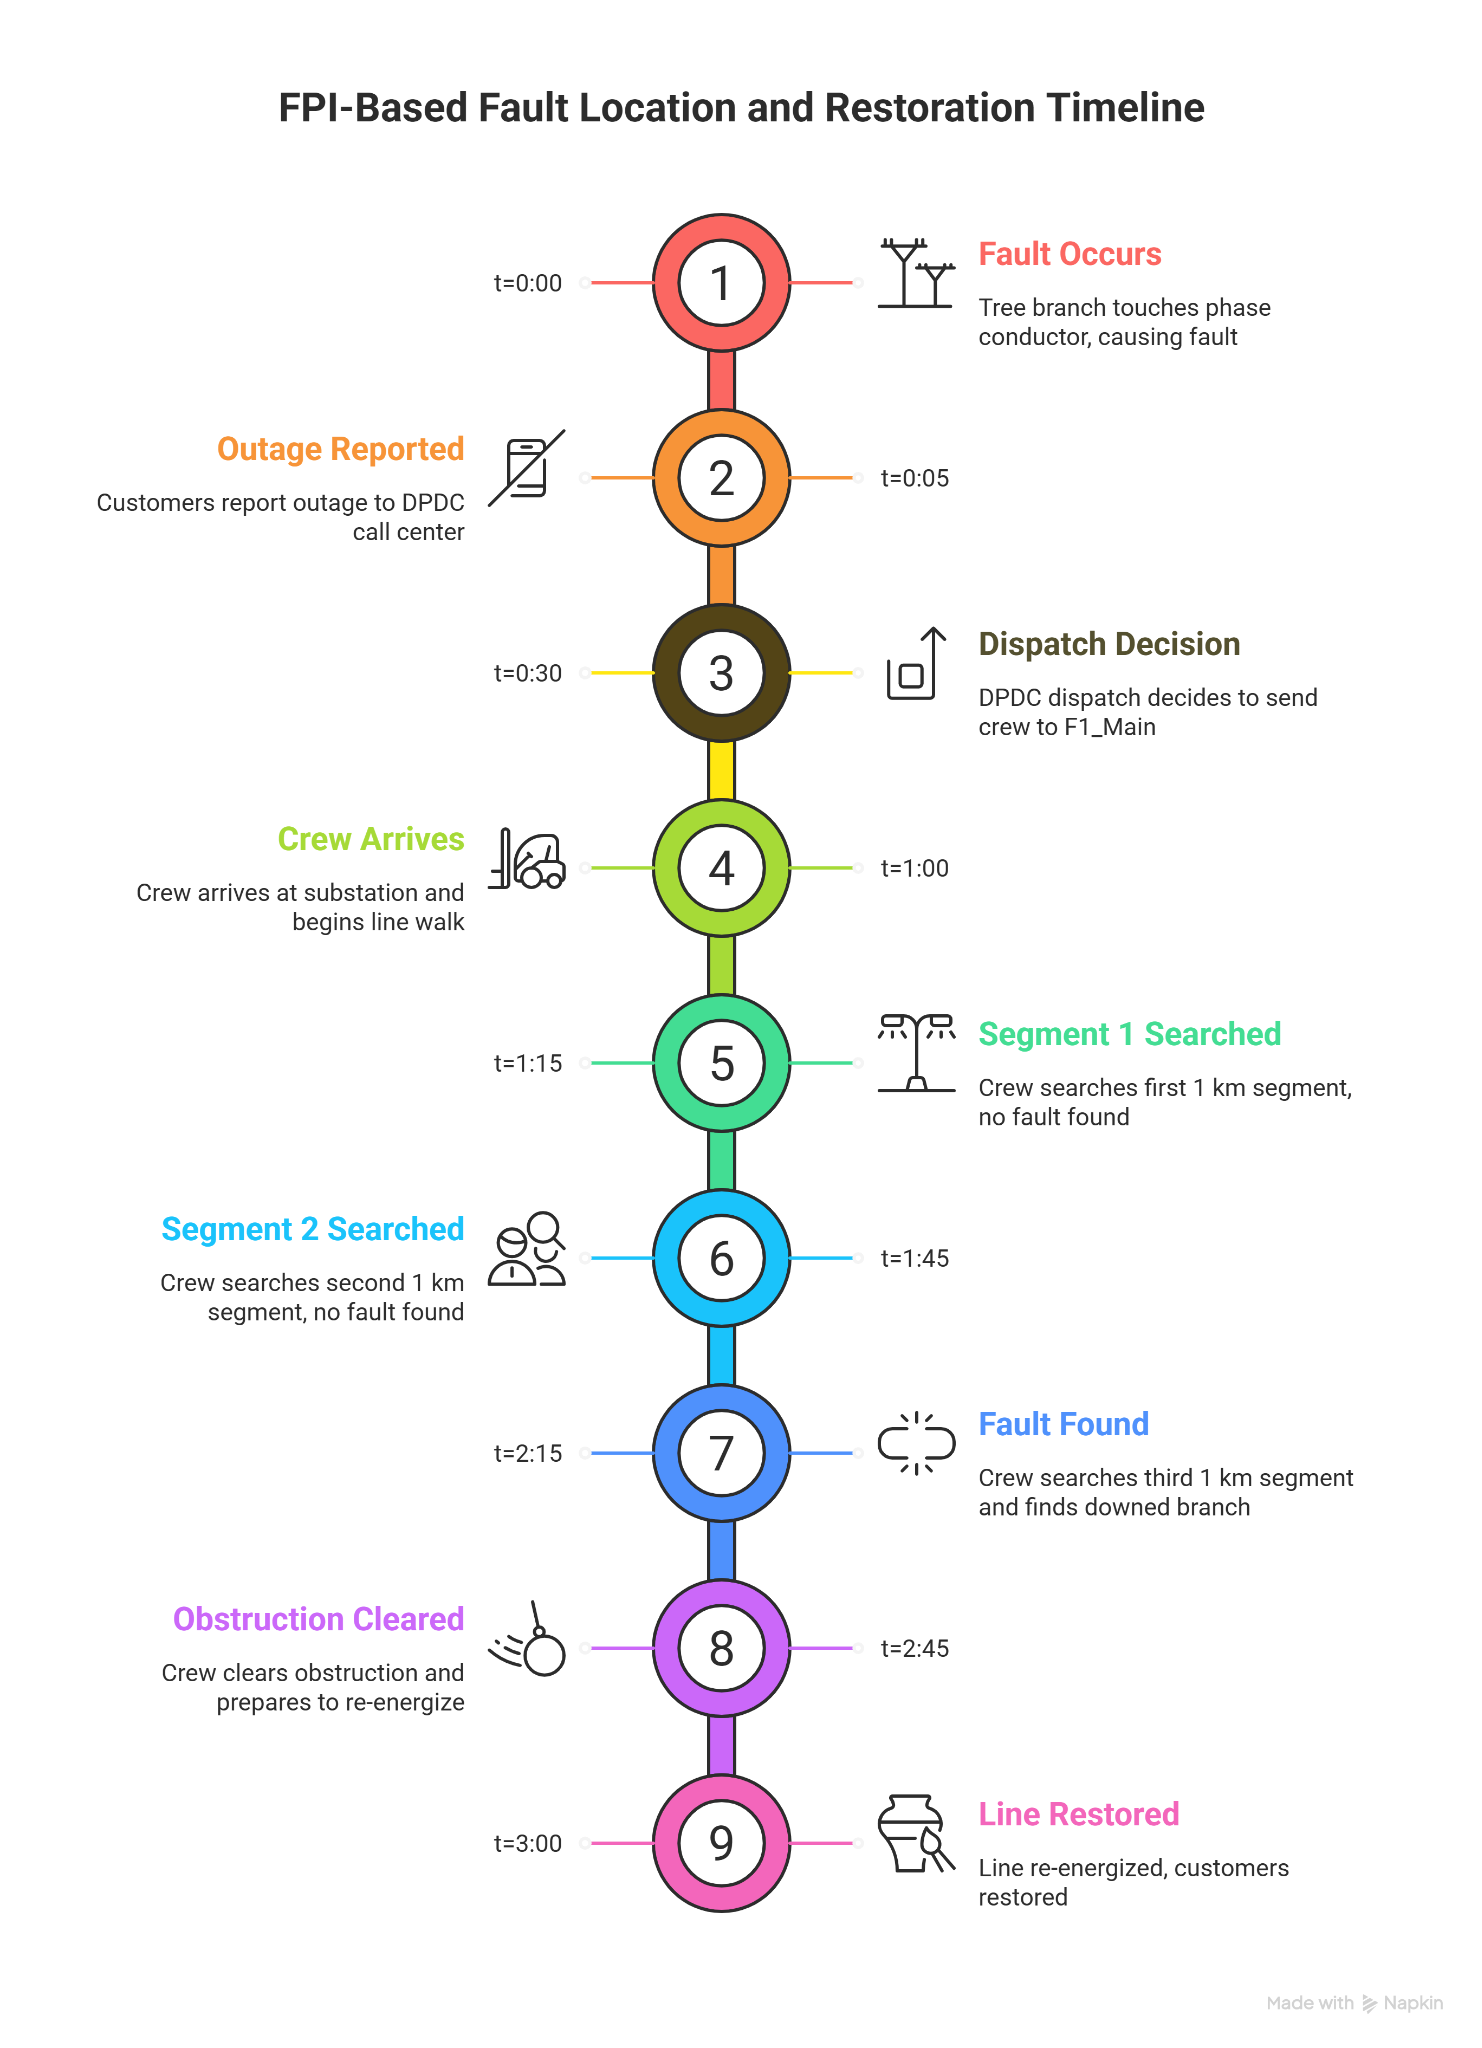 FPI-Based Fault Location and Restoration Timeline
t=0:00
1
Fault Occurs
Tree branch touches phase
conductor, causing fault
Outage Reported
Customers report outage to DPDC
call center
2
t=0:05
t=0:30
3
Dispatch Decision
DPDC dispatch decides to send
crew to F1_Main
Crew Arrives
Crew arrives at substation and
begins line walk
4
t=1:00
t=1:15
5
Segment 1 Searched
Crew searches first 1 km segment,
no fault found
Segment 2 Searched
Crew searches second 1 km
segment, no fault found
6
t=1:45
t=2:15
7
Fault Found
Crew searches third 1 km segment
and finds downed branch
Obstruction Cleared
Crew clears obstruction and
prepares to re-energize
8
t=2:45
t=3:00
9
Line Restored
Line re-energized, customers
restored
Made with Napkin